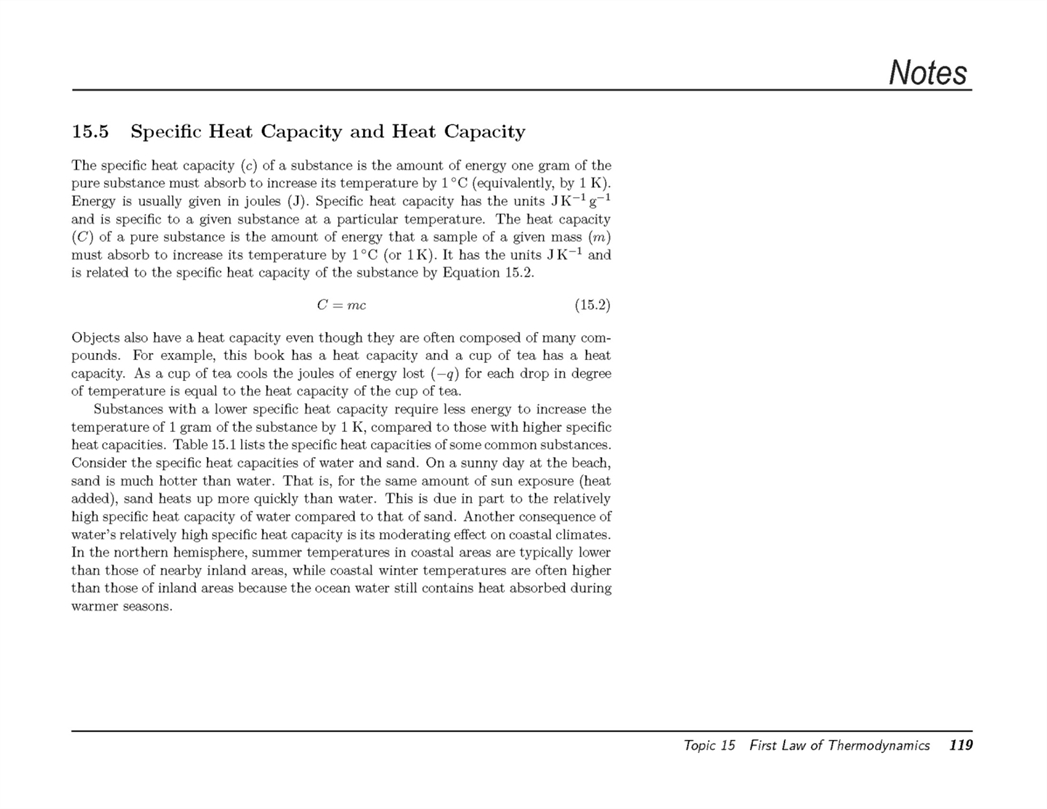 Notes
15.5 Specific Heat Capacity and Heat Capacity
The specific heat capacity (c) of a substance is the amount of energy one gram of the
pure substance must absorb to increase its temperature by 1 °C (equivalently, by 1 K).
Energy is usually given in joules (J). Specific heat capacity has the units J K⁻¹ g⁻¹
and is specific to a given substance at a particular temperature. The heat capacity
(C) of a pure substance is the amount of energy that a sample of a given mass (m)
must absorb to increase its temperature by 1 °C (or 1 K). It has the units J K⁻¹ and
is related to the specific heat capacity of the substance by Equation 15.2.
C = mc (15.2)
Objects also have a heat capacity even though they are often composed of many com-
pounds. For example, this book has a heat capacity and a cup of tea has a heat
capacity. As a cup of tea cools the joules of energy lost (−q) for each drop in degree
of temperature is equal to the heat capacity of the cup of tea.
Substances with a lower specific heat capacity require less energy to increase the
temperature of 1 gram of the substance by 1 K, compared to those with higher specific
heat capacities. Table 15.1 lists the specific heat capacities of some common substances.
Consider the specific heat capacities of water and sand. On a sunny day at the beach,
sand is much hotter than water. That is, for the same amount of sun exposure (heat
added), sand heats up more quickly than water. This is due in part to the relatively
high specific heat capacity of water compared to that of sand. Another consequence of
water's relatively high specific heat capacity is its moderating effect on coastal climates.
In the northern hemisphere, summer temperatures in coastal areas are typically lower
than those of nearby inland areas, while coastal winter temperatures are often higher
than those of inland areas because the ocean water still contains heat absorbed during
warmer seasons.
Topic 15 First Law of Thermodynamics 119